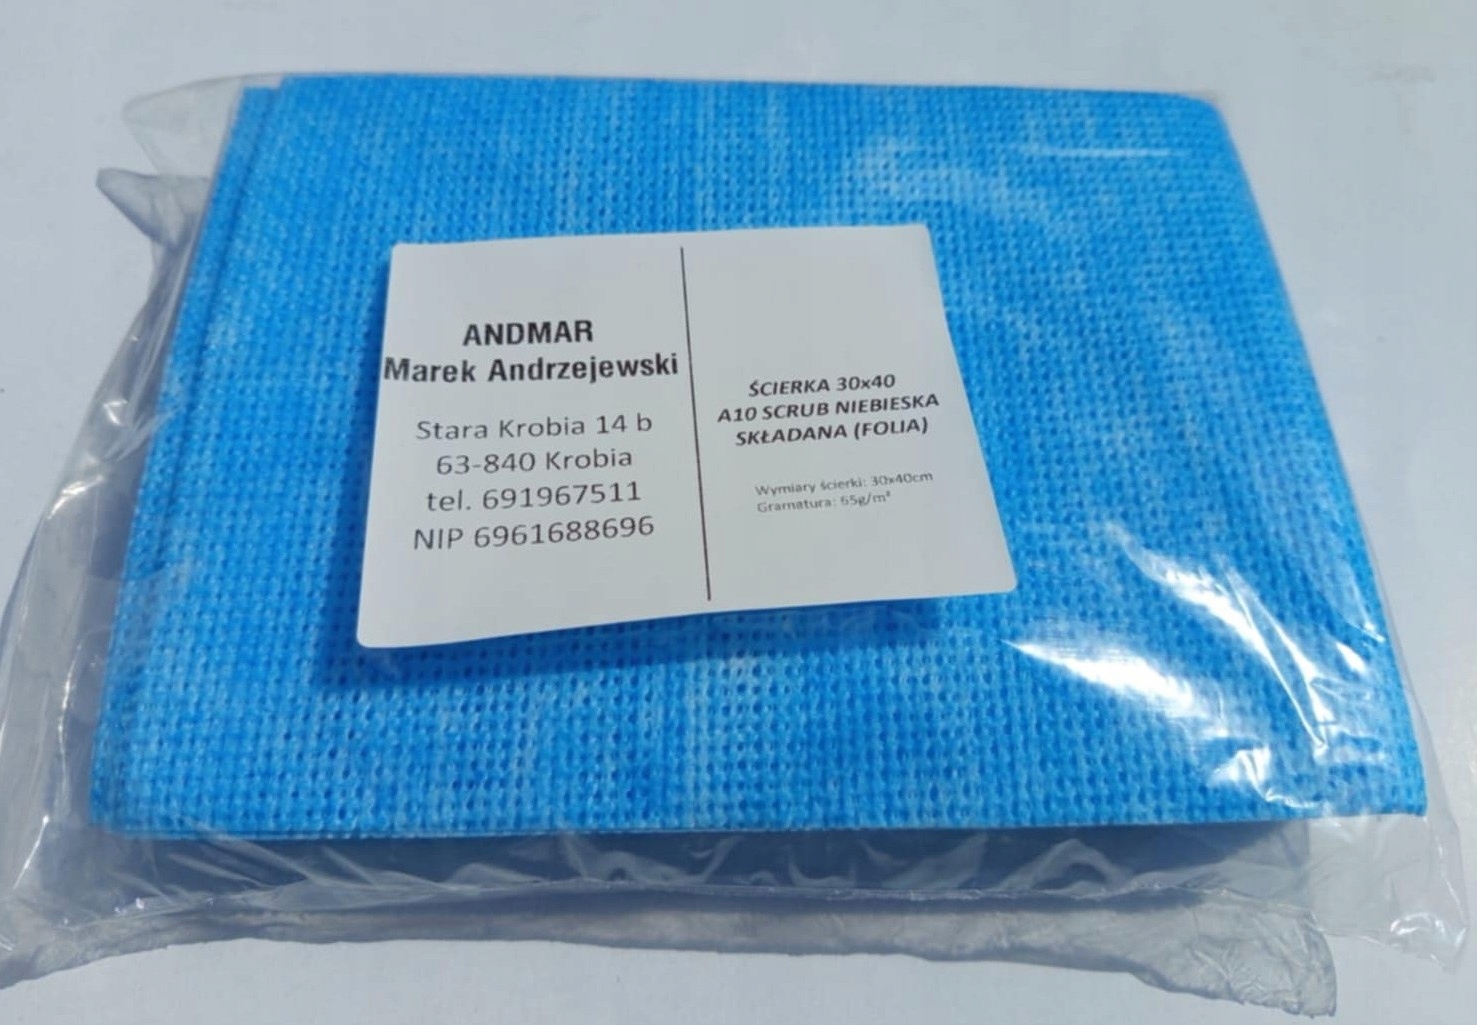 ANDMAR
Marek Andrzejewski
Stara Krobia 14 b
63-840 Krobia
tel. 691967511
NIP 6961688696
ŚCIERKA 30x40
A10 SCRUB NIEBIESKA
SKŁADANA (FOLIA)
Wymiary ścierki: 30x40cm
Gramatura: 65g/m²